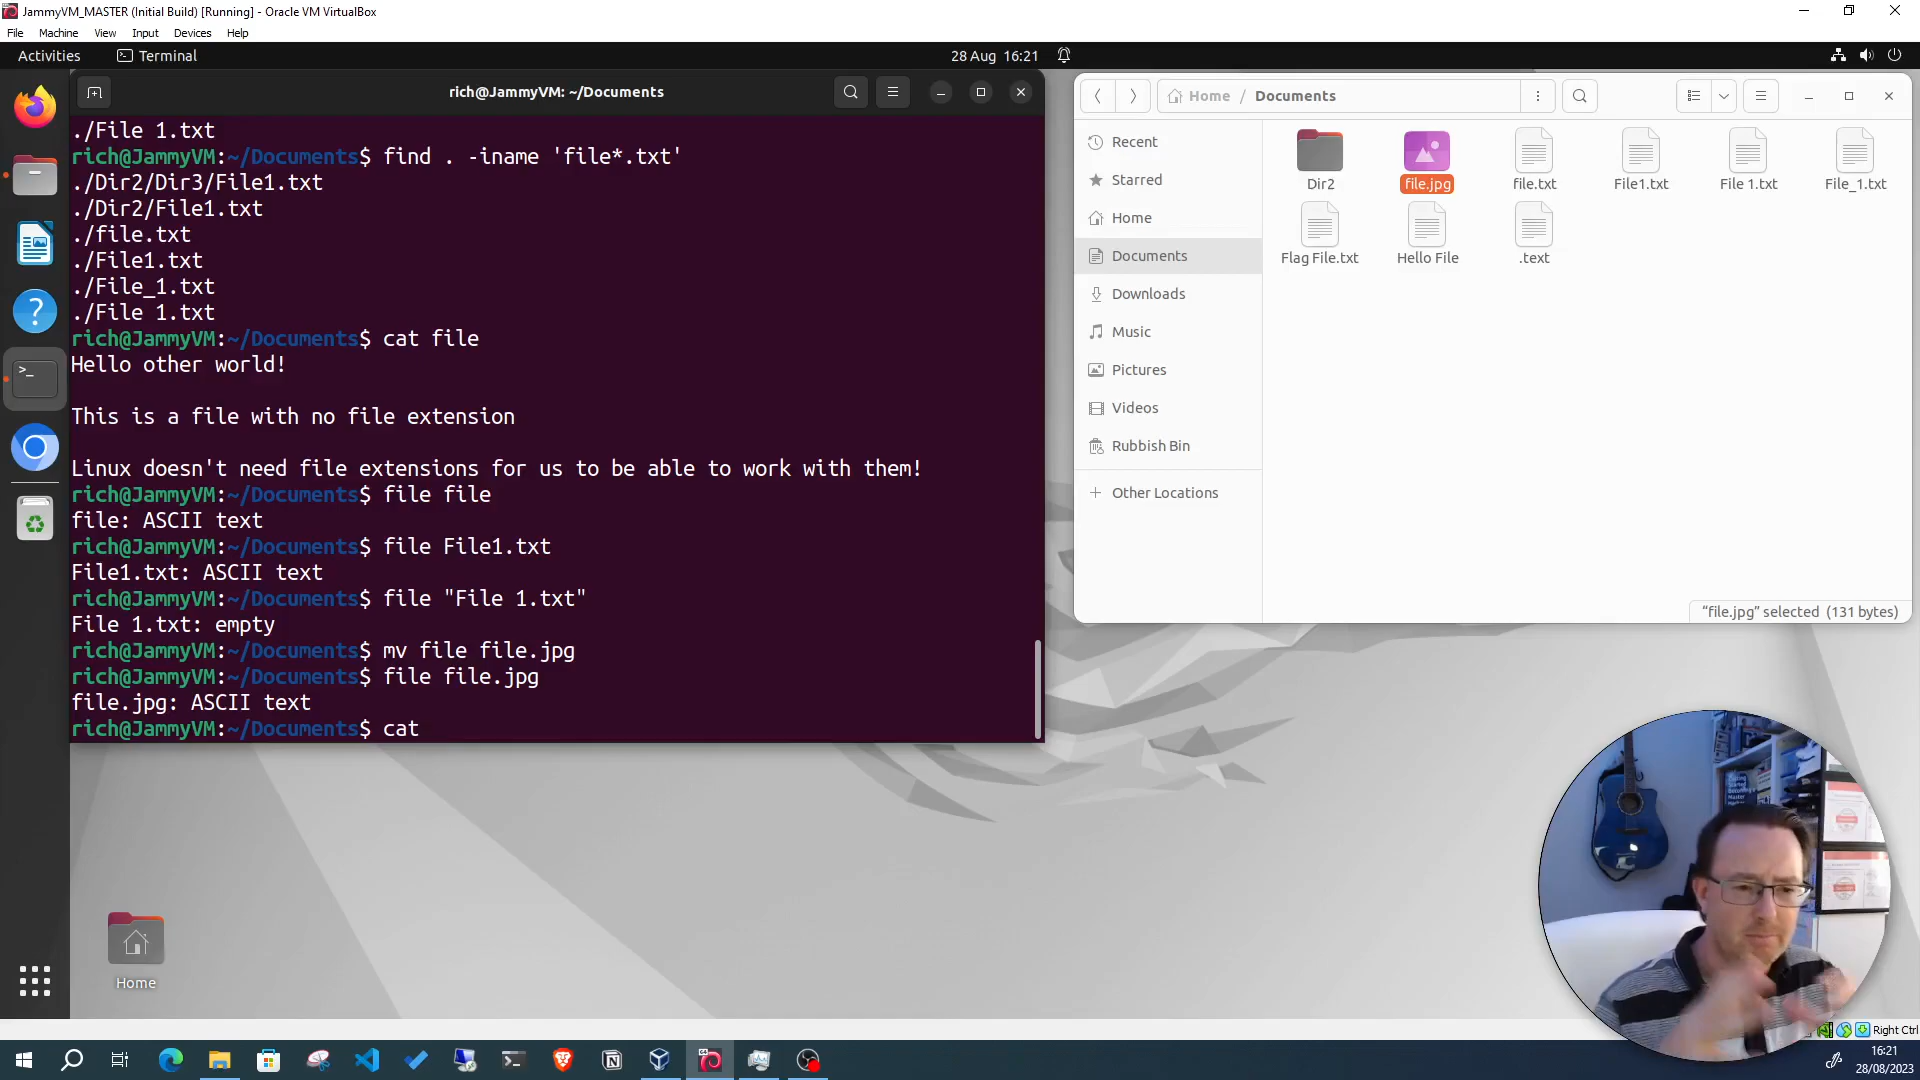 JammyVM_MASTER (Initial Build) [Running] - Oracle VM VirtualBox
File Machine View Input Devices Help
Activities Terminal 28 Aug 16:21
rich@JammyVM: ~/Documents
./File 1.txt
rich@JammyVM:~/Documents$ find . -iname 'file*.txt'
./Dir2/Dir3/File1.txt
./Dir2/File1.txt
./file.txt
./File1.txt
./File_1.txt
./File 1.txt
rich@JammyVM:~/Documents$ cat file
Hello other world!
This is a file with no file extension
Linux doesn't need file extensions for us to be able to work with them!
rich@JammyVM:~/Documents$ file file
file: ASCII text
rich@JammyVM:~/Documents$ file File1.txt
File1.txt: ASCII text
rich@JammyVM:~/Documents$ file "File 1.txt"
File 1.txt: empty
rich@JammyVM:~/Documents$ mv file file.jpg
rich@JammyVM:~/Documents$ file file.jpg
file.jpg: ASCII text
rich@JammyVM:~/Documents$ cat
Home / Documents
Recent
Starred
Home
Documents
Downloads
Music
Pictures
Videos
Rubbish Bin
+ Other Locations
Dir2 file.jpg file.txt File1.txt File 1.txt File_1.txt
Flag File.txt Hello File .text
“file.jpg” selected (131 bytes)
Home
Right Ctrl
16:21
28/08/2023